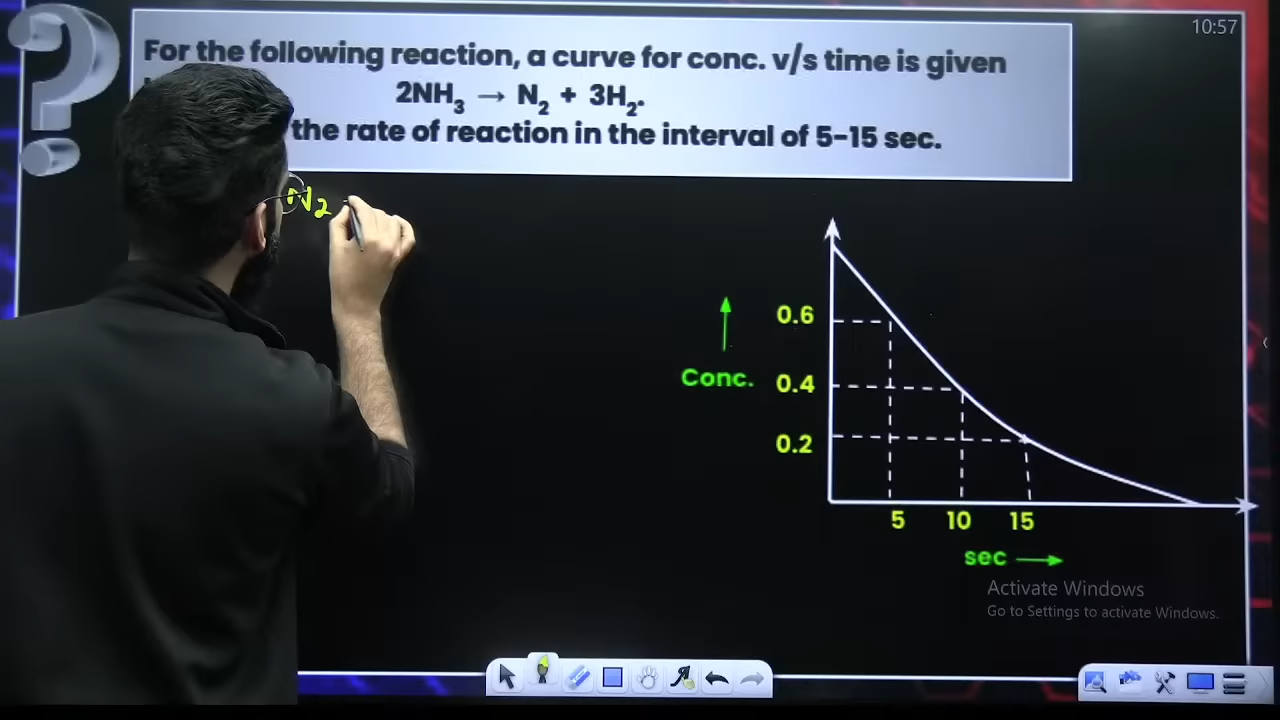 10:57
For the following reaction, a curve for conc. v/s time is given
2NH₃ → N₂ + 3H₂.
the rate of reaction in the interval of 5-15 sec.
N₂
0.6
Conc. 0.4
0.2
5 10 15
sec →
Activate Windows
Go to Settings to activate Windows.